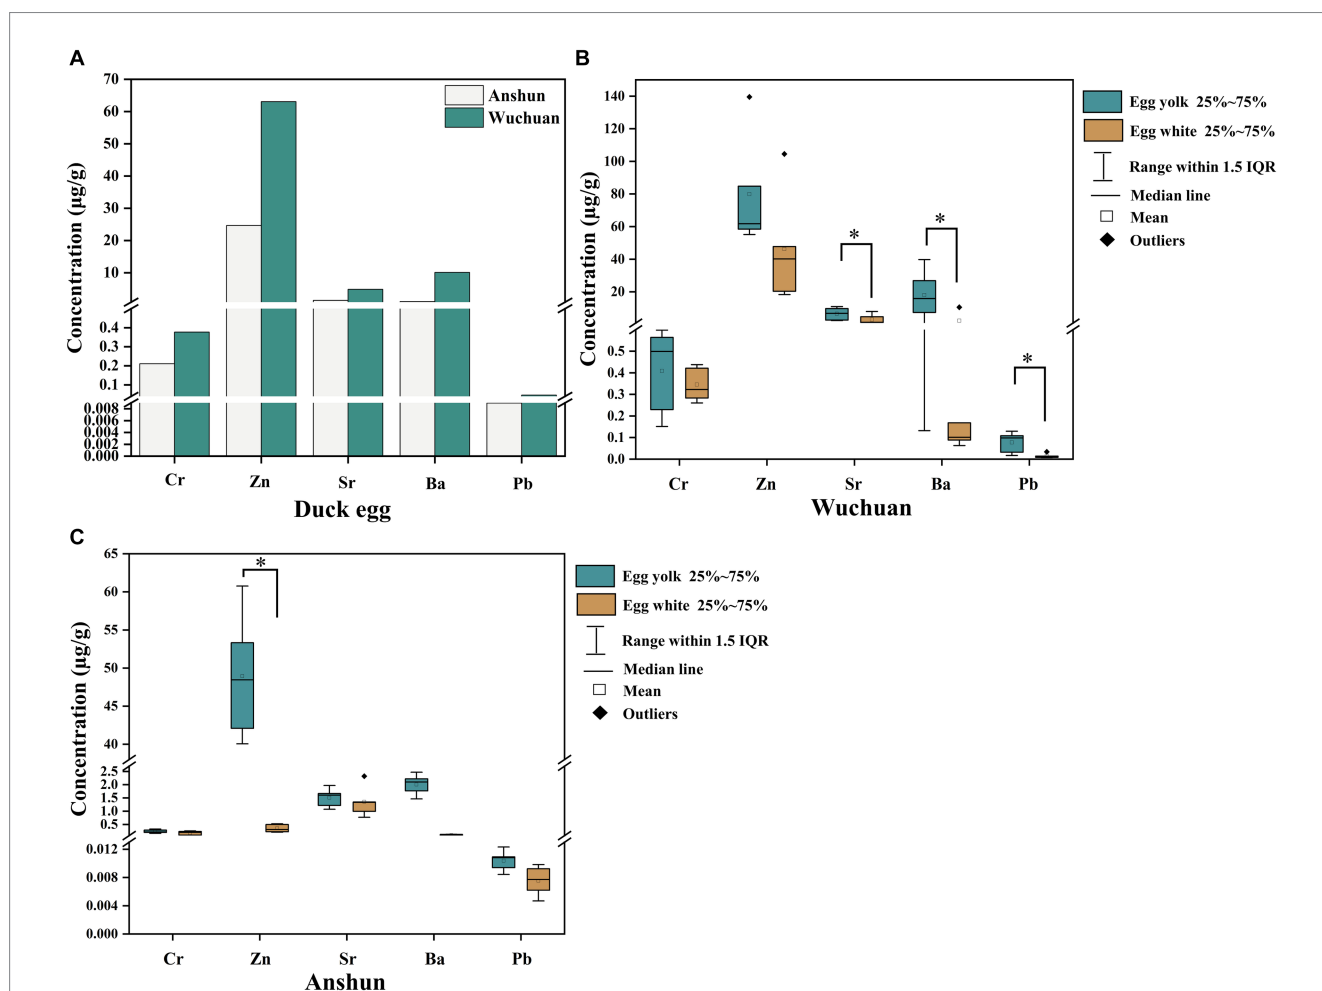 A
70
60
50
40
30
20
10
0.4
0.2
0.1
0.008
0.006
0.004
0.002
0.000
Concentration (µg/g)
Anshun
Wuchuan
Cr Zn Sr Ba Pb
Duck egg
B
140
120
100
80
60
40
20
0.5
0.4
0.3
0.2
0.1
0.0
Concentration (µg/g)
* * *
Cr Zn Sr Ba Pb
Wuchuan
Egg yolk 25%~75%
Egg white 25%~75%
Range within 1.5 IQR
Median line
Mean
Outliers
C
65
60
55
50
45
40
2.5
2.0
1.5
1.0
0.5
0.012
0.008
0.004
0.000
Concentration (µg/g)
*
Cr Zn Sr Ba Pb
Anshun
Egg yolk 25%~75%
Egg white 25%~75%
Range within 1.5 IQR
Median line
Mean
Outliers